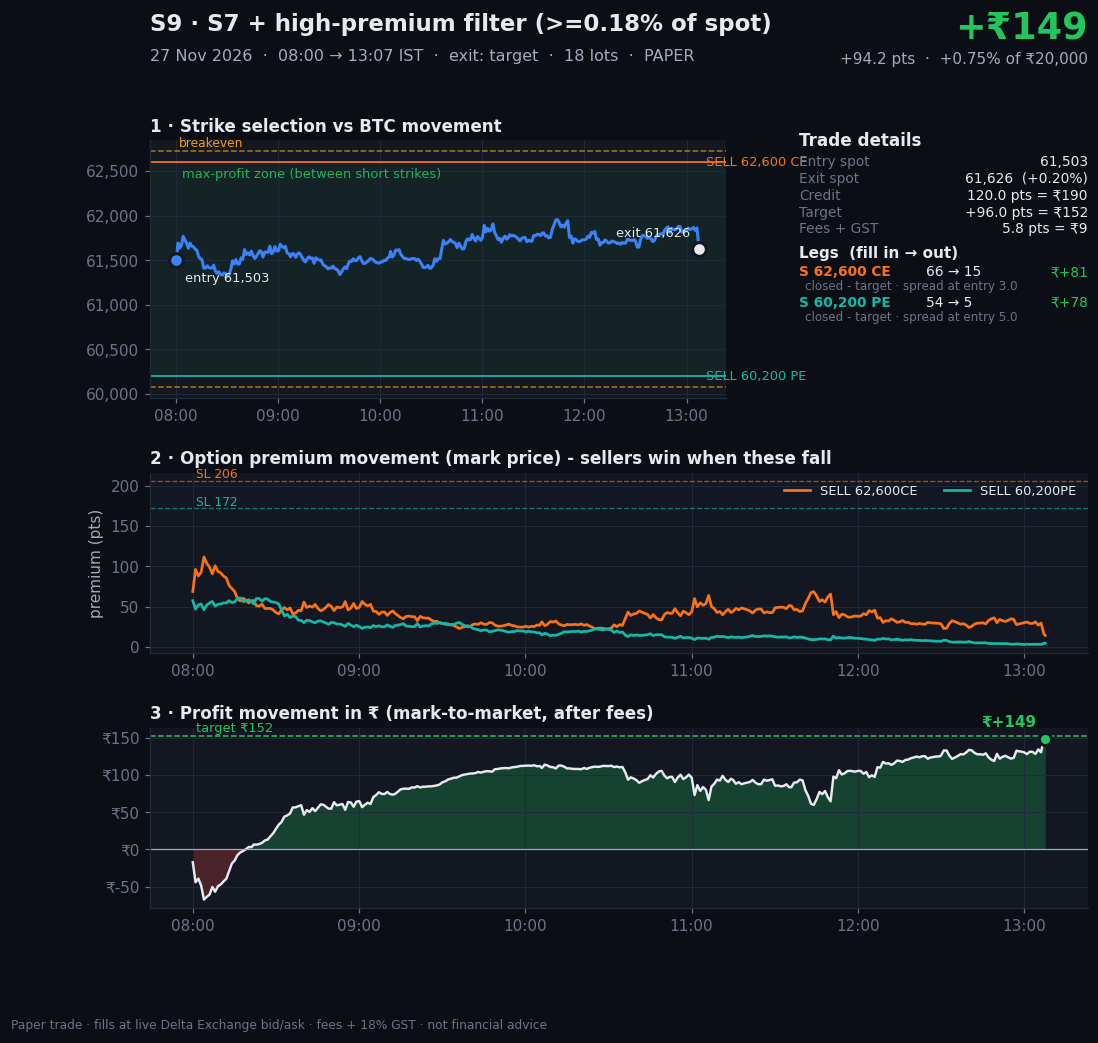 S9 · S7 + high-premium filter (>=0.18% of spot)
+₹149
27 Nov 2026 · 08:00 → 13:07 IST · exit: target · 18 lots · PAPER
+94.2 pts · +0.75% of ₹20,000
1 · Strike selection vs BTC movement
breakeven
SELL 62,600 CE
max-profit zone (between short strikes)
exit 61,626
entry 61,503
SELL 60,200 PE
62,500
62,000
61,500
61,000
60,500
60,000
08:00 09:00 10:00 11:00 12:00 13:00
Trade details
Entry spot 61,503
Exit spot 61,626 (+0.20%)
Credit 120.0 pts = ₹190
Target +96.0 pts = ₹152
Fees + GST 5.8 pts = ₹9
Legs (fill in → out)
S 62,600 CE 66 → 15 ₹+81
closed - target · spread at entry 3.0
S 60,200 PE 54 → 5 ₹+78
closed - target · spread at entry 5.0
2 · Option premium movement (mark price) - sellers win when these fall
SL 206
SL 172
SELL 62,600CE SELL 60,200PE
premium (pts)
200
150
100
50
0
08:00 09:00 10:00 11:00 12:00 13:00
3 · Profit movement in ₹ (mark-to-market, after fees)
target ₹152
₹+149
₹150
₹100
₹50
₹0
₹-50
08:00 09:00 10:00 11:00 12:00 13:00
Paper trade · fills at live Delta Exchange bid/ask · fees + 18% GST · not financial advice